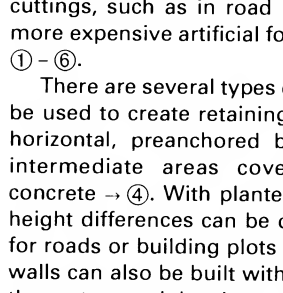 cuttings, such as in road
more expensive artificial fo
① – ⑥.
There are several types
be used to create retaining
horizontal, preanchored b
intermediate areas cove
concrete → ④. With plante
height differences can be
for roads or building plots
walls can also be built with